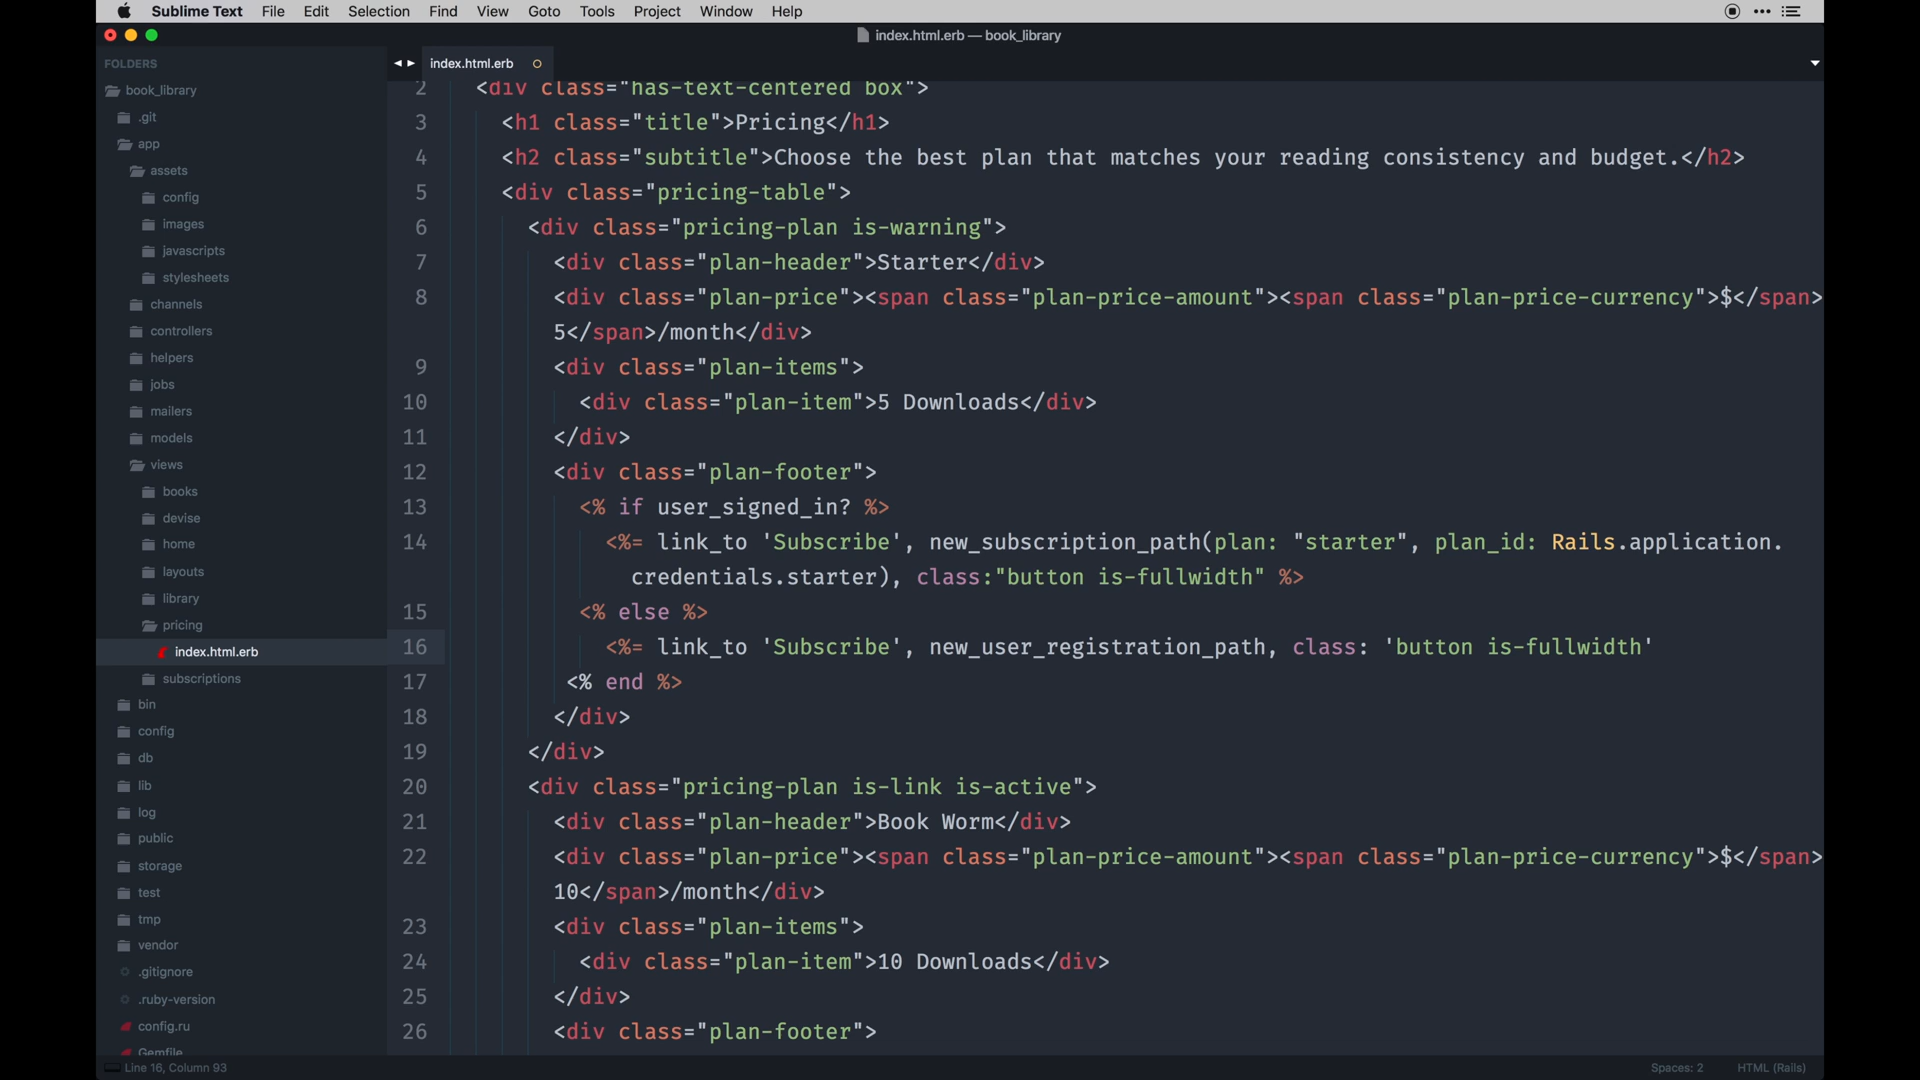 Sublime Text File Edit Selection Find View Goto Tools Project Window Help
index.html.erb — book_library
FOLDERS
book_library
.git
app
assets
config
images
javascripts
stylesheets
channels
controllers
helpers
jobs
mailers
models
views
books
devise
home
layouts
library
pricing
index.html.erb
subscriptions
bin
config
db
lib
log
public
storage
test
tmp
vendor
.gitignore
.ruby-version
config.ru
Gemfile
index.html.erb
2 <div class="has-text-centered box">
3 <h1 class="title">Pricing</h1>
4 <h2 class="subtitle">Choose the best plan that matches your reading consistency and budget.</h2>
5 <div class="pricing-table">
6 <div class="pricing-plan is-warning">
7 <div class="plan-header">Starter</div>
8 <div class="plan-price"><span class="plan-price-amount"><span class="plan-price-currency">$</span>
5</span>/month</div>
9 <div class="plan-items">
10 <div class="plan-item">5 Downloads</div>
11 </div>
12 <div class="plan-footer">
13 <% if user_signed_in? %>
14 <%= link_to 'Subscribe', new_subscription_path(plan: "starter", plan_id: Rails.application.
credentials.starter), class:"button is-fullwidth" %>
15 <% else %>
16 <%= link_to 'Subscribe', new_user_registration_path, class: 'button is-fullwidth'
17 <% end %>
18 </div>
19 </div>
20 <div class="pricing-plan is-link is-active">
21 <div class="plan-header">Book Worm</div>
22 <div class="plan-price"><span class="plan-price-amount"><span class="plan-price-currency">$</span>
10</span>/month</div>
23 <div class="plan-items">
24 <div class="plan-item">10 Downloads</div>
25 </div>
26 <div class="plan-footer">
Line 16, Column 93
Spaces: 2
HTML (Rails)